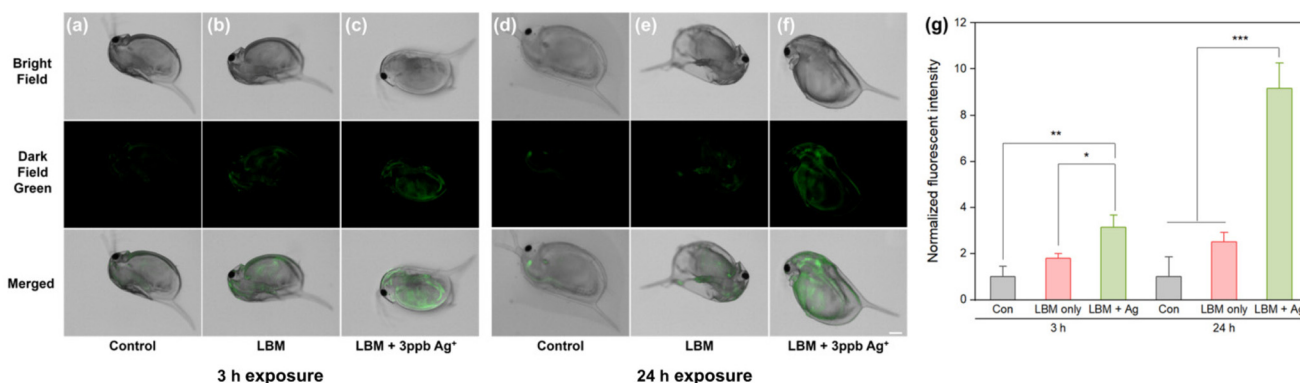 (a) (b) (c) (d) (e) (f) (g)
Bright
Field
Dark
Field
Green
Merged
Control LBM LBM + 3ppb Ag⁺ Control LBM LBM + 3ppb Ag⁺
3 h exposure 24 h exposure
Normalized fluorescent intensity
12
10
8
6
4
2
0
**
*
***
Con LBM only LBM + Ag Con LBM only LBM + Ag
3 h 24 h